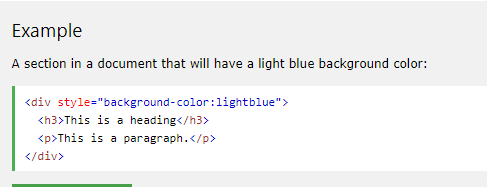 Example
A section in a document that will have a light blue background color:
<div style="background-color:lightblue">
  <h3>This is a heading</h3>
  <p>This is a paragraph.</p>
</div>